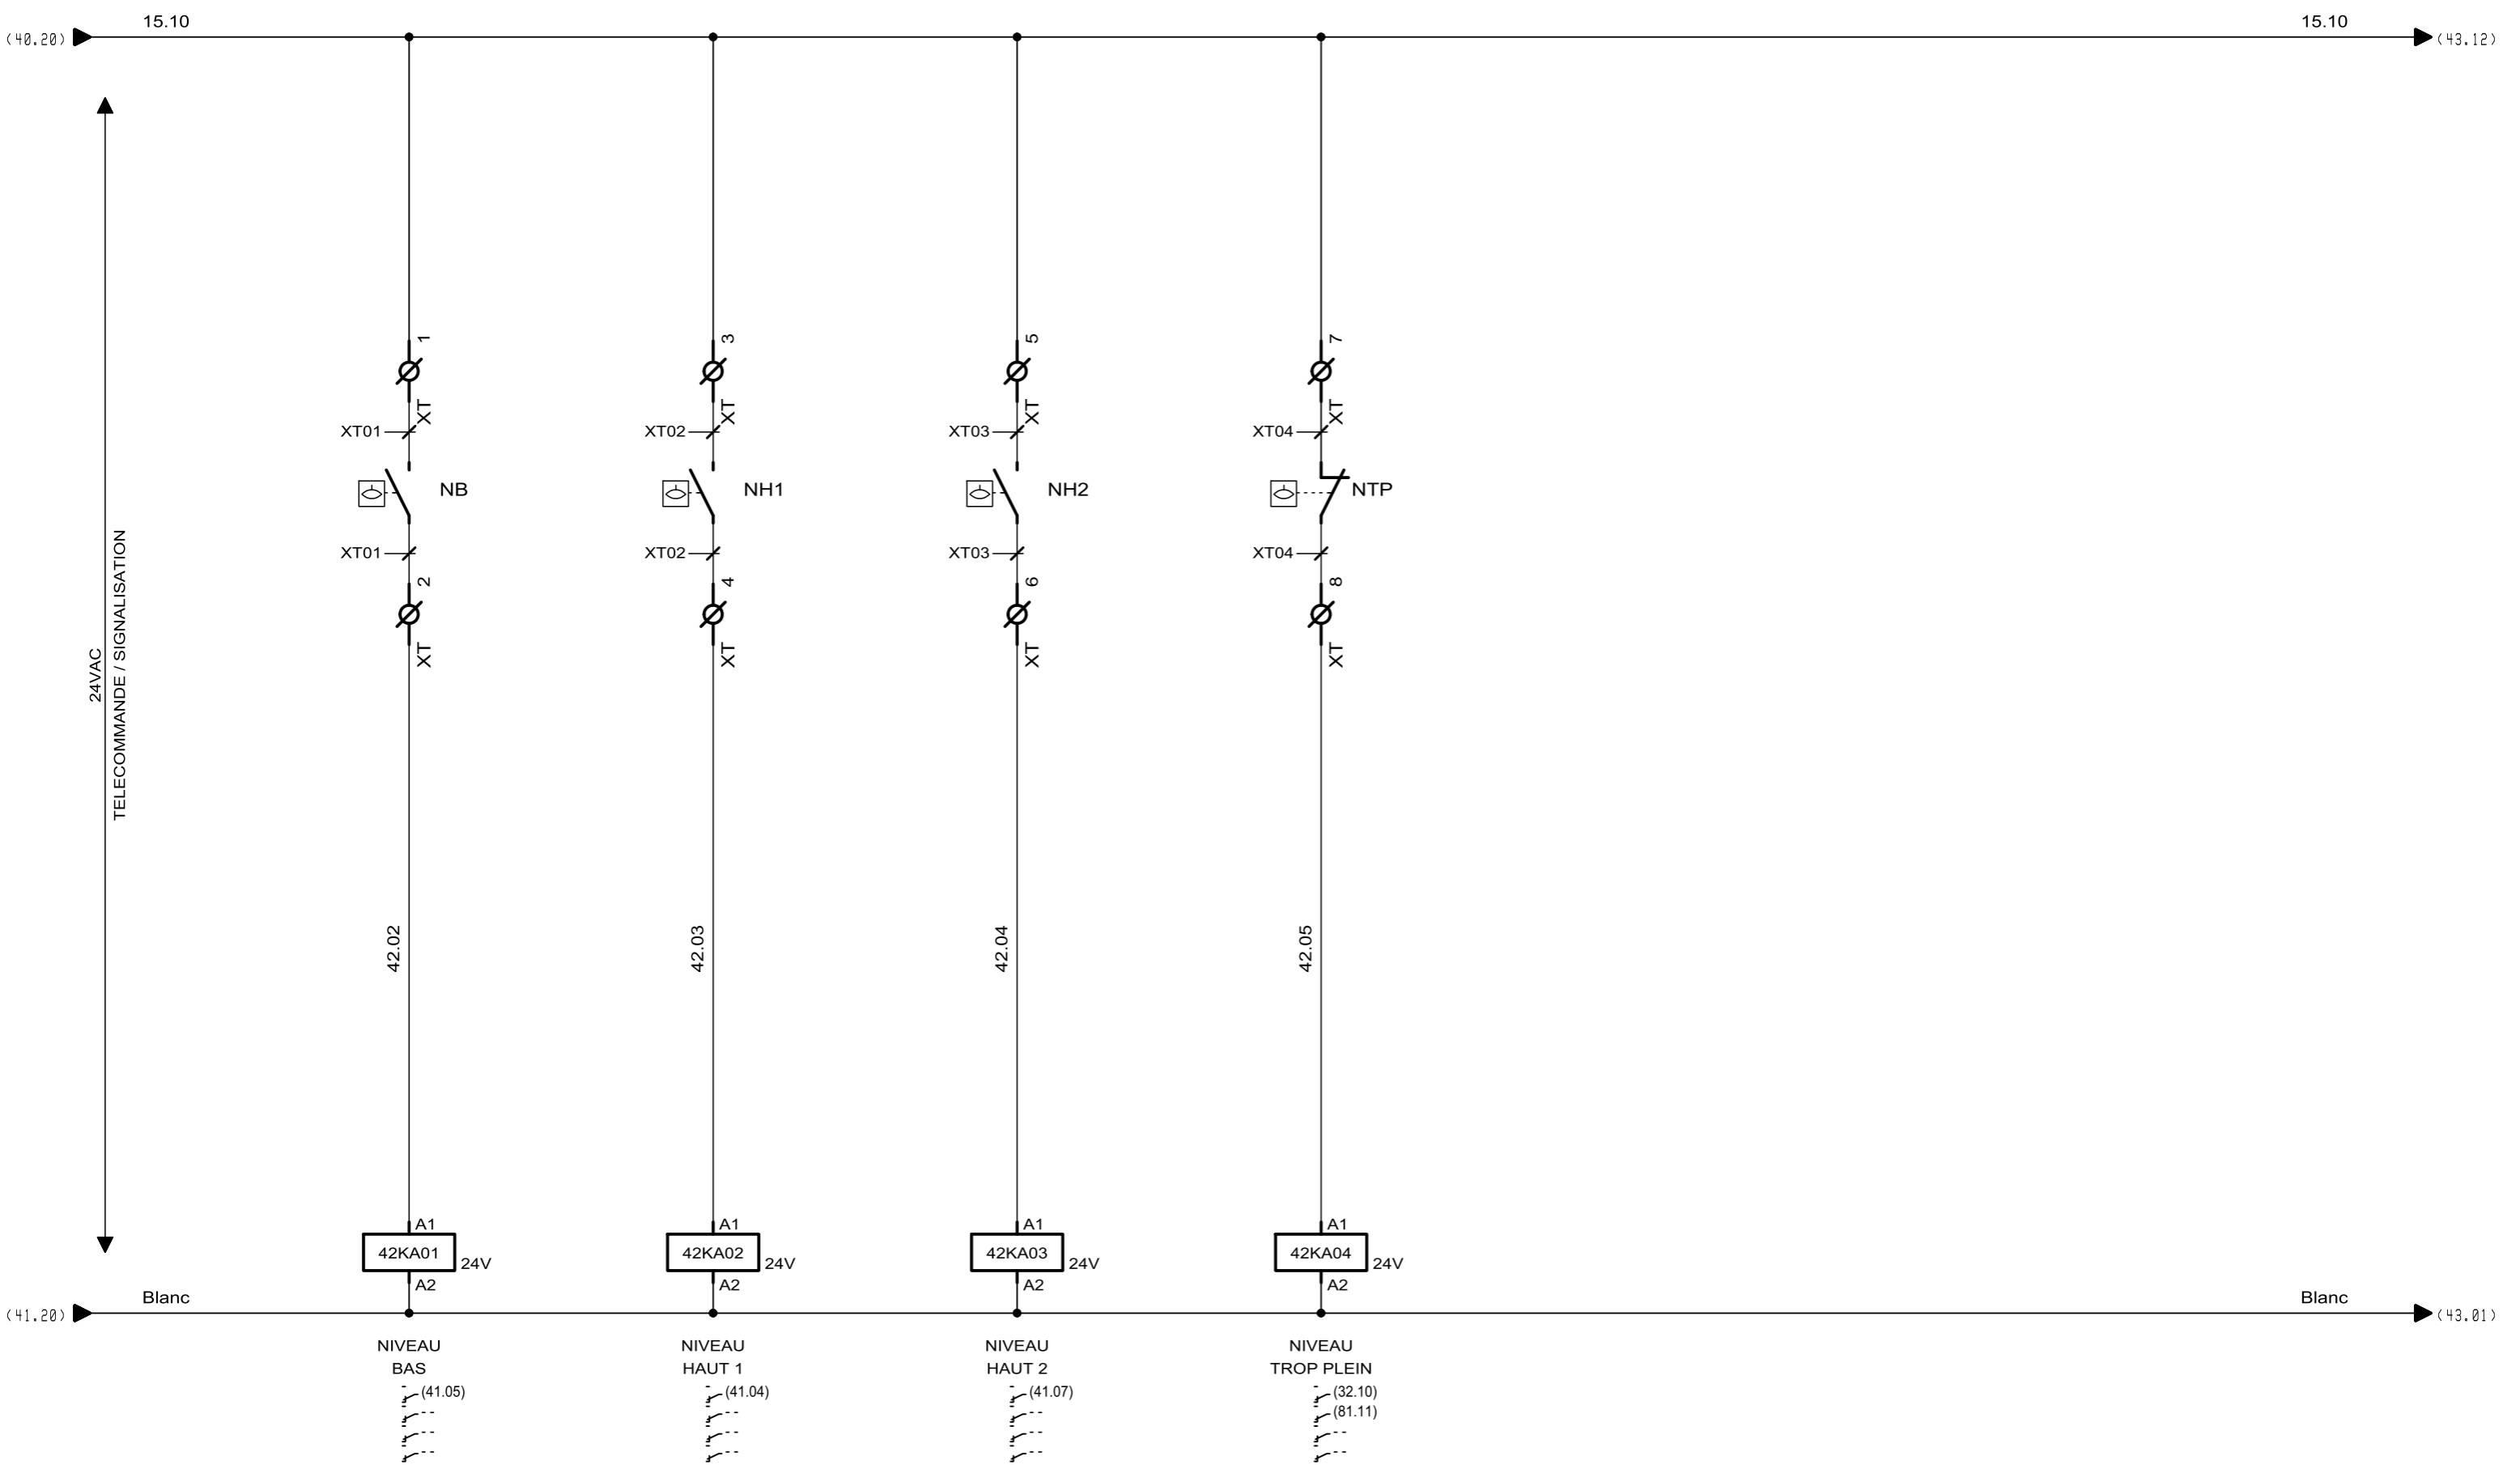 15.10
15.10
(40.20)
(43.12)
24VAC
TELECOMMANDE / SIGNALISATION
1
3
5
7
XT
XT
XT
XT
XT01
XT02
XT03
XT04
NB
NH1
NH2
NTP
XT01
XT02
XT03
XT04
2
4
6
8
XT
XT
XT
XT
42.02
42.03
42.04
42.05
A1
A1
A1
A1
42KA01
42KA02
42KA03
42KA04
24V
24V
24V
24V
A2
A2
A2
A2
Blanc
Blanc
(41.20)
(43.01)
NIVEAU
BAS
(41.05)
NIVEAU
HAUT 1
(41.04)
NIVEAU
HAUT 2
(41.07)
NIVEAU
TROP PLEIN
(32.10)
(81.11)